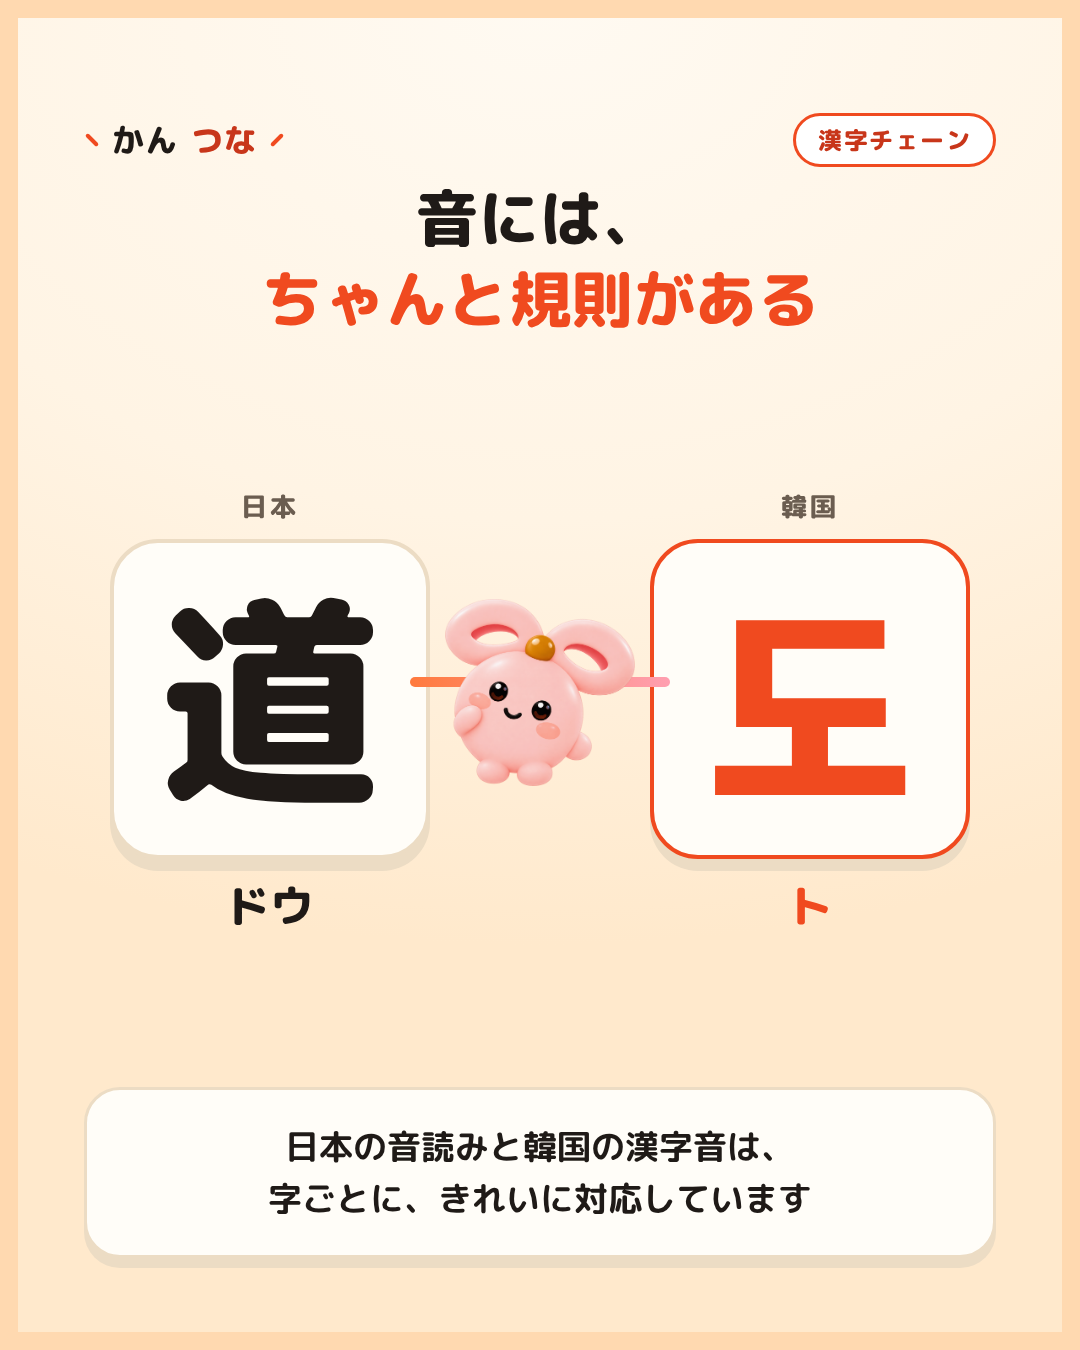 かん つな
漢字チェーン
音には、
ちゃんと規則がある
日本
韓国
道
도
ドウ
ト
日本の音読みと韓国の漢字音は、
字ごとに、きれいに対応しています